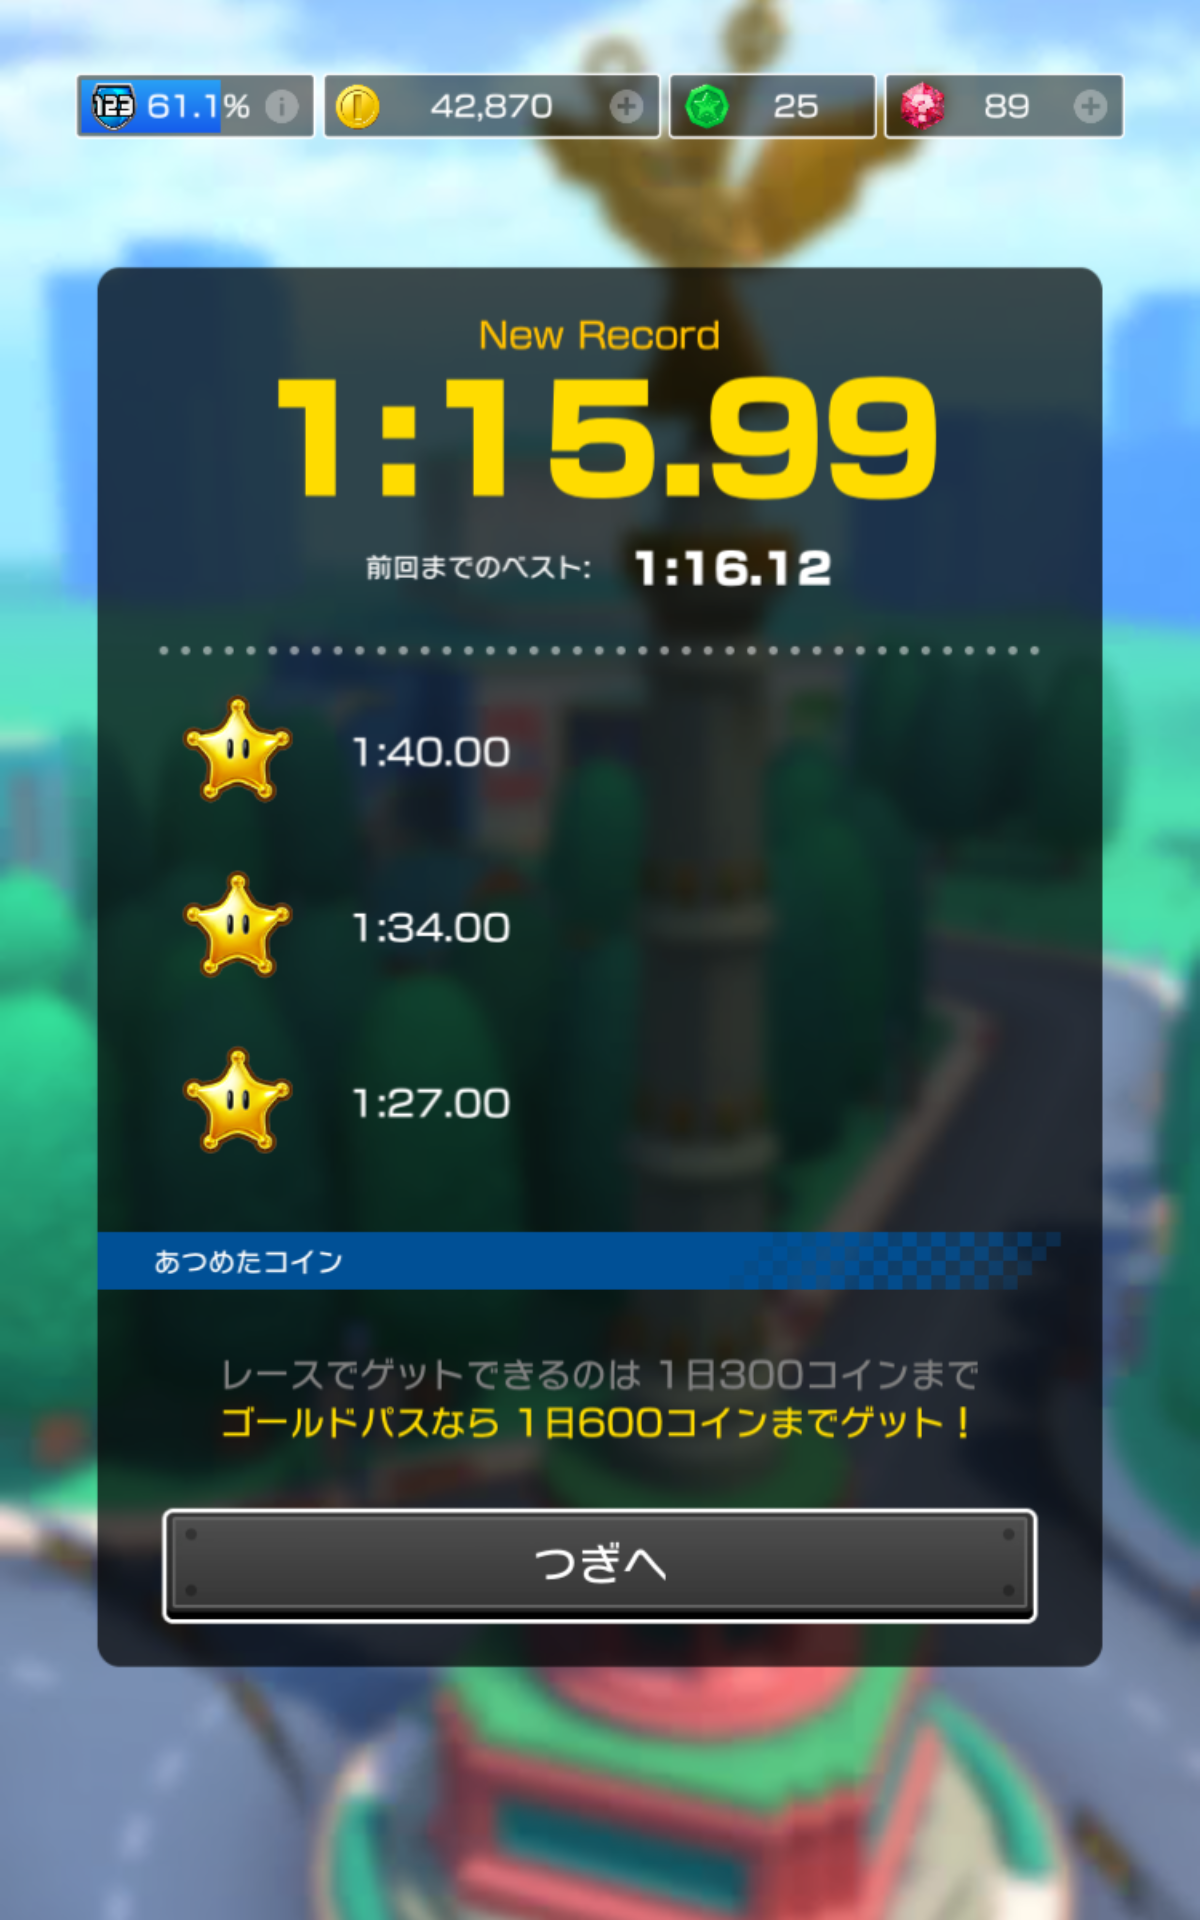 123 61.1% 42,870 25 89
New Record
1:15.99
前回までのベスト: 1:16.12
1:40.00
1:34.00
1:27.00
あつめたコイン
レースでゲットできるのは 1日300コインまで
ゴールドパスなら 1日600コインまでゲット！
つぎへ